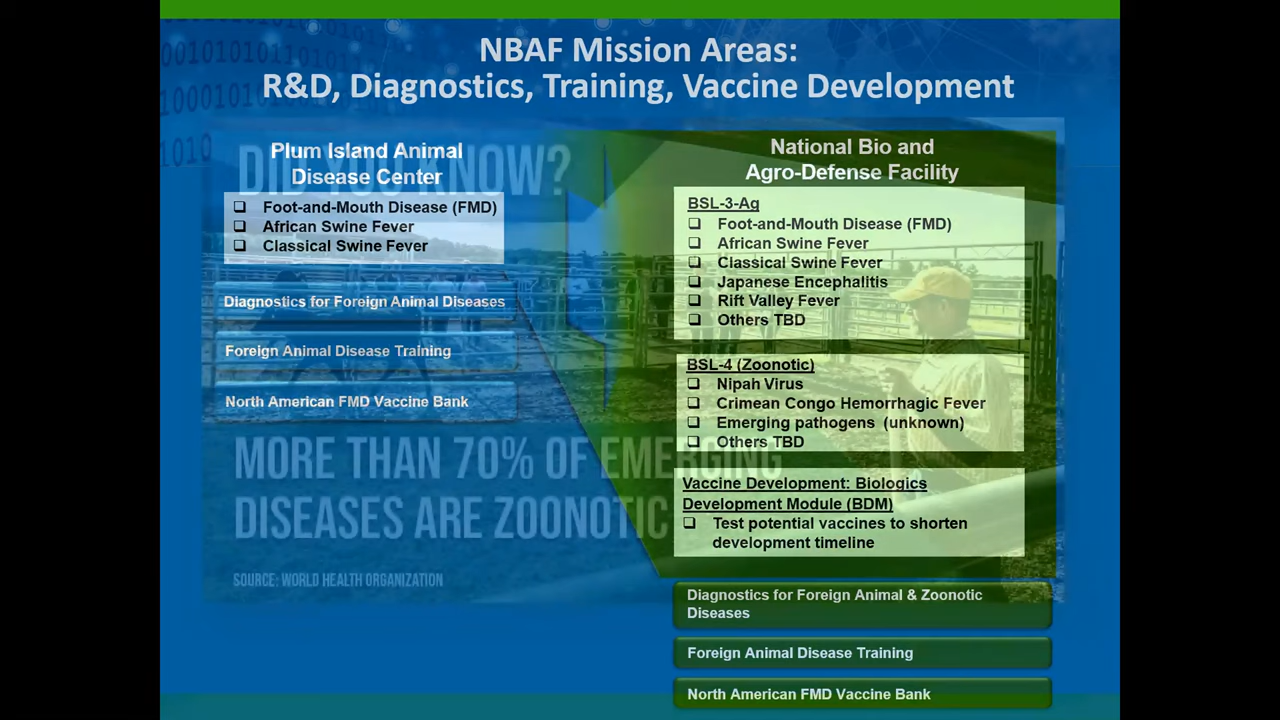 NBAF Mission Areas:
R&D, Diagnostics, Training, Vaccine Development
Plum Island Animal
Disease Center
❑ Foot-and-Mouth Disease (FMD)
❑ African Swine Fever
❑ Classical Swine Fever
Diagnostics for Foreign Animal Diseases
Foreign Animal Disease Training
North American FMD Vaccine Bank
National Bio and
Agro-Defense Facility
BSL-3-Ag
❑ Foot-and-Mouth Disease (FMD)
❑ African Swine Fever
❑ Classical Swine Fever
❑ Japanese Encephalitis
❑ Rift Valley Fever
❑ Others TBD
BSL-4 (Zoonotic)
❑ Nipah Virus
❑ Crimean Congo Hemorrhagic Fever
❑ Emerging pathogens (unknown)
❑ Others TBD
Vaccine Development: Biologics
Development Module (BDM)
❑ Test potential vaccines to shorten
development timeline
Diagnostics for Foreign Animal & Zoonotic
Diseases
Foreign Animal Disease Training
North American FMD Vaccine Bank
DID YOU KNOW?
MORE THAN 70% OF EMERGING
DISEASES ARE ZOONOTIC
SOURCE: WORLD HEALTH ORGANIZATION